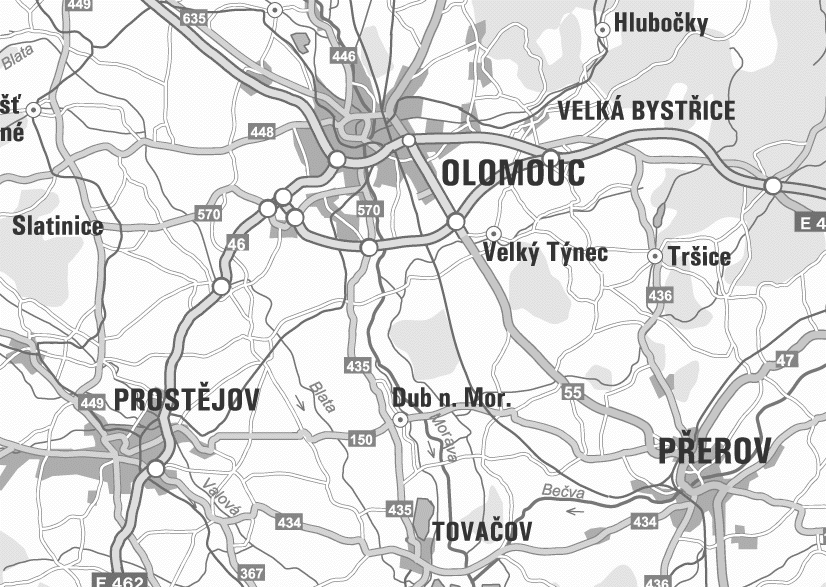 449
635
Hlubočky
446
Blata
VELKÁ BYSTŘICE
šť
né
448
OLOMOUC
570
570
E 4
Slatinice
46
Velký Týnec
Tršice
436
435
47
55
PROSTĚJOV
449
Blata
Dub n. Mor.
Morava
150
PŘEROV
Valová
Bečva
435
434
434
TOVAČOV
367
E 462
436